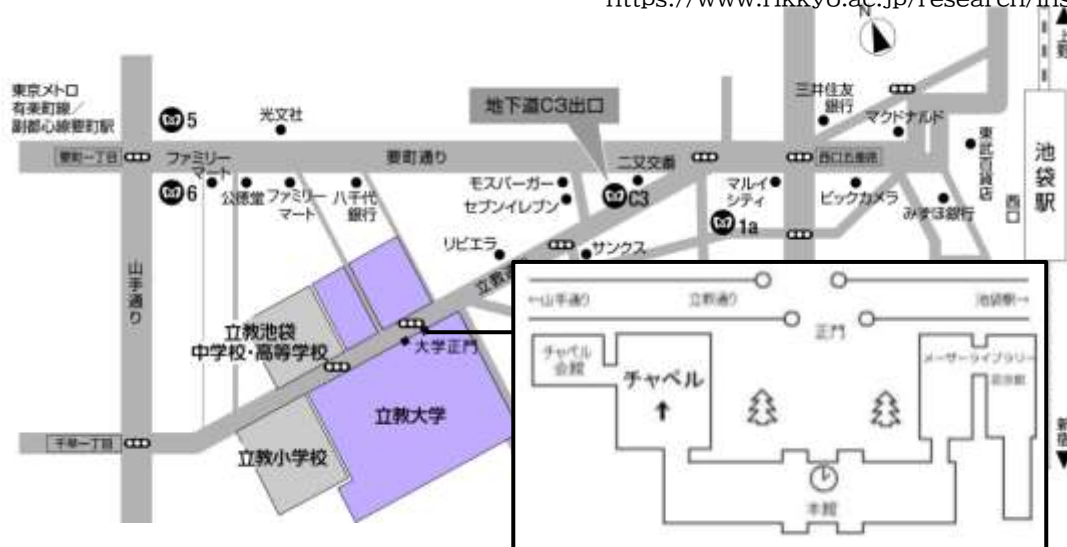 https://www.rikkyo.ac.jp/research/ins
N
▲
上野
東京メトロ
有楽町線／
副都心線要町駅
5
光文社
地下道C3出口
三井住友
銀行
マクドナルド
東武百貨店
池袋駅
西口
要町一丁目
ファミリー
マート
要町通り
二又交番
西口五差路
6
公徳堂
ファミリー
マート
八千代
銀行
モスバーガー
セブンイレブン
C3
マルイ
シティ
1a
ビックカメラ
みずほ銀行
リビエラ
サンクス
山手通り
立教通
立教池袋
中学校・高等学校
大学正門
立教大学
立教小学校
千早一丁目
←山手通り
立教通り
池袋駅→
正門
チャペル
会館
チャペル
↑
メーザーライブラリー
記念館
本館
新宿
▼